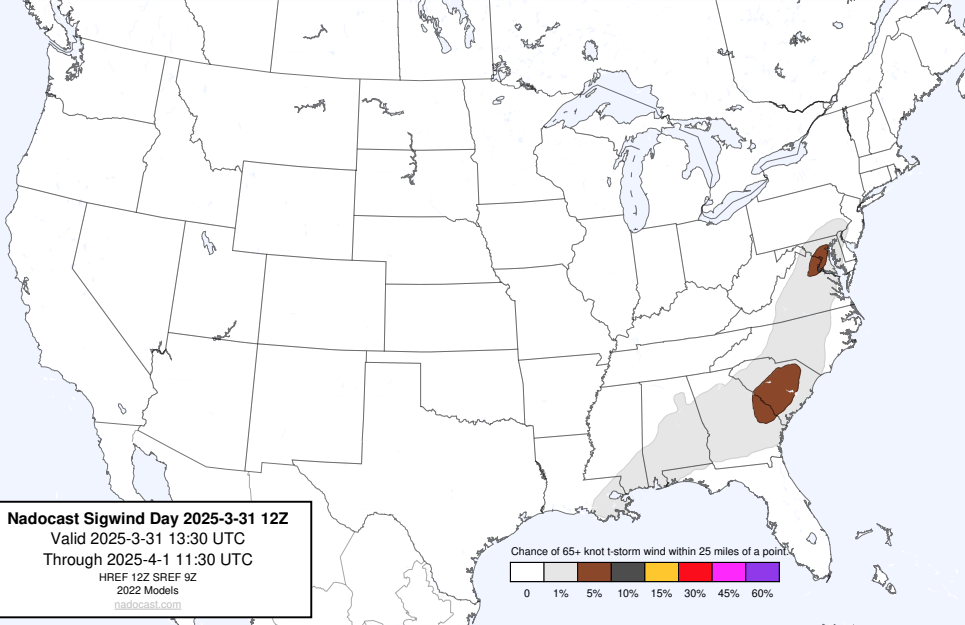 Nadocast Sigwind Day 2025-3-31 12Z
Valid 2025-3-31 13:30 UTC
Through 2025-4-1 11:30 UTC
HREF 12Z SREF 9Z
2022 Models
nadocast.com
Chance of 65+ knot t-storm wind within 25 miles of a point.
0 1% 5% 10% 15% 30% 45% 60%